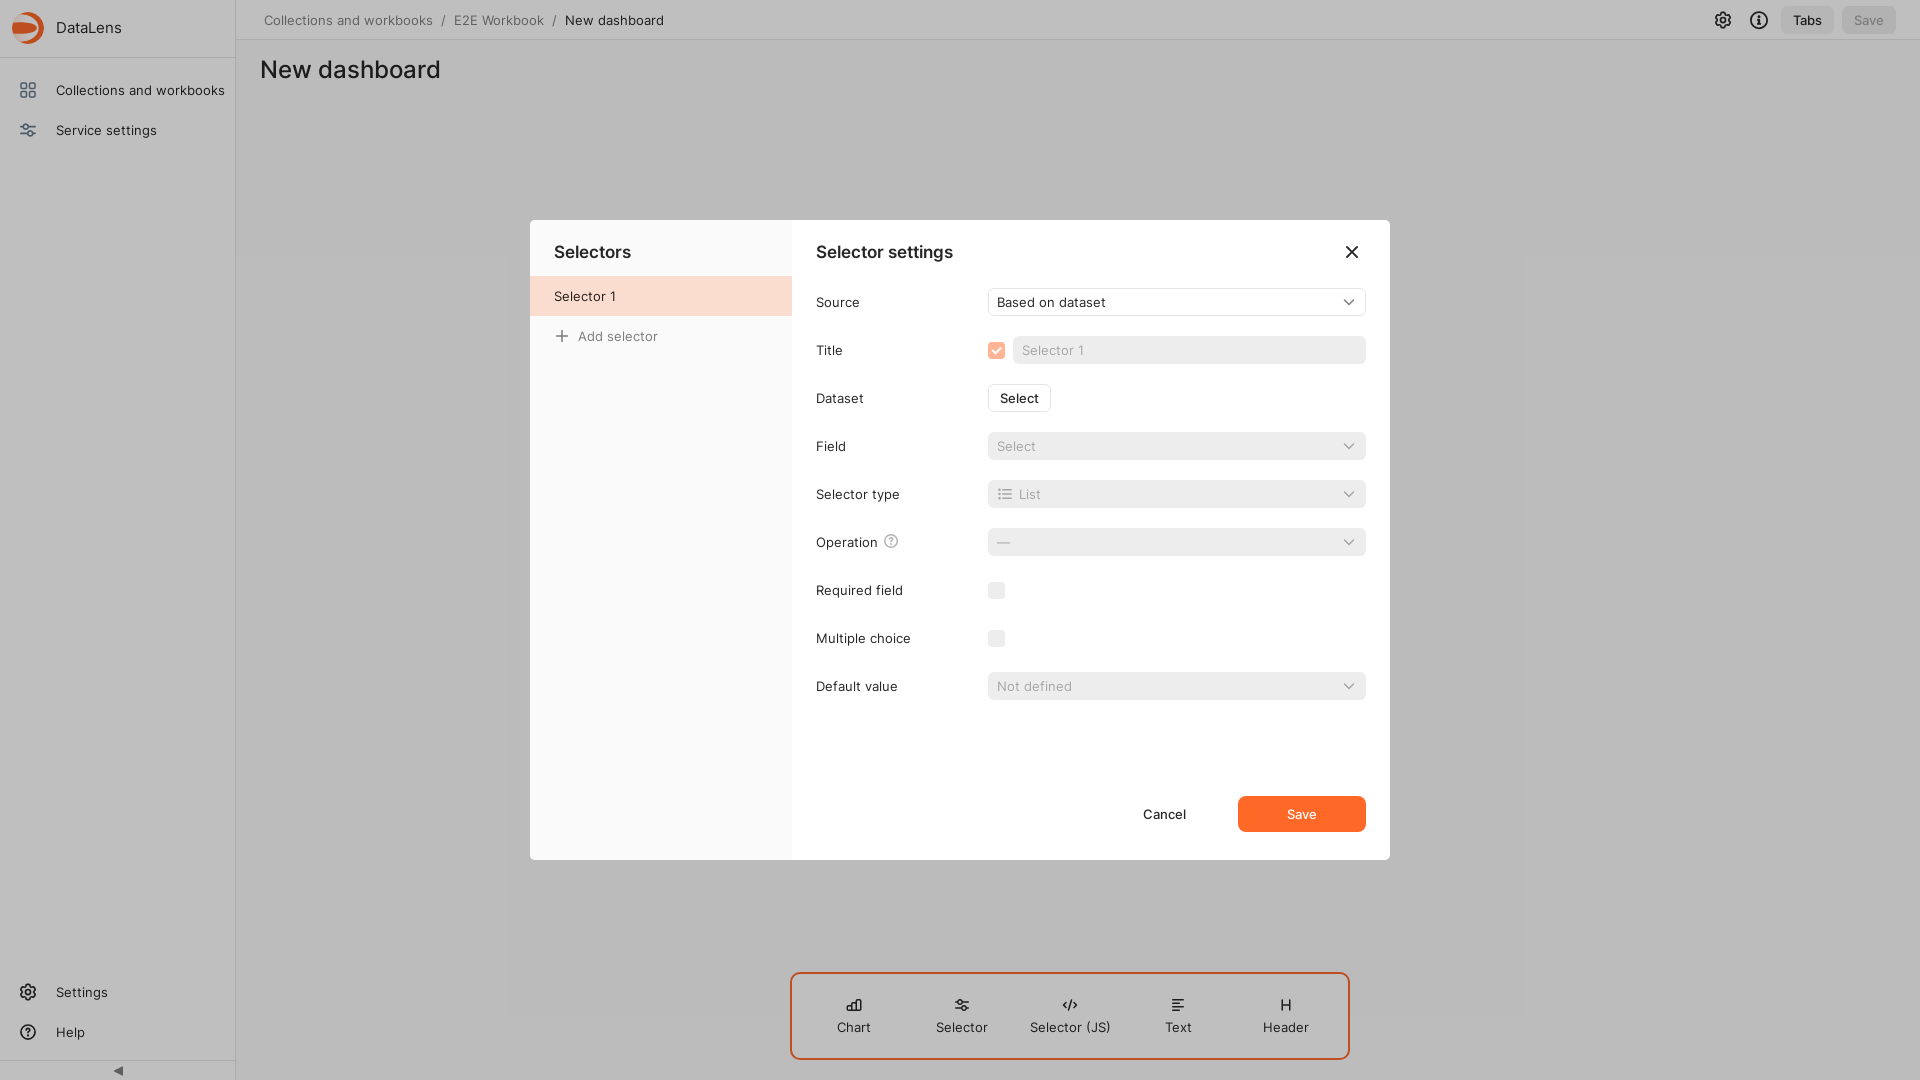 DataLens
Collections and workbooks / E2E Workbook / New dashboard
Tabs
Save
New dashboard
Collections and workbooks
Service settings
Selectors
Selector 1
Add selector
Selector settings
Source
Based on dataset
Title
Selector 1
Dataset
Select
Field
Select
Selector type
List
Operation
—
Required field
Multiple choice
Default value
Not defined
Cancel
Save
Chart
Selector
Selector (JS)
Text
H
Header
Settings
Help